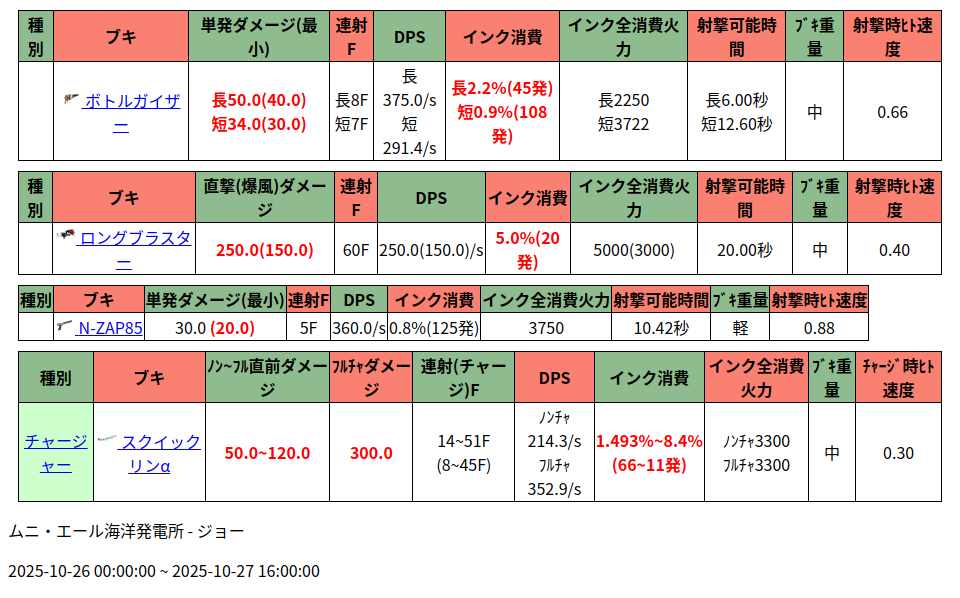 種別 ブキ 単発ダメージ(最小) 連射F DPS インク消費 インク全消費火力 射撃可能時間 ﾌﾞｷ重量 射撃時ﾋﾄ速度
ボトルガイザー 長50.0(40.0) 短34.0(30.0) 長8F 短7F 長375.0/s 短291.4/s 長2.2%(45発) 短0.9%(108発) 長2250 短3722 長6.00秒 短12.60秒 中 0.66
種別 ブキ 直撃(爆風)ダメージ 連射F DPS インク消費 インク全消費火力 射撃可能時間 ﾌﾞｷ重量 射撃時ﾋﾄ速度
ロングブラスター 250.0(150.0) 60F 250.0(150.0)/s 5.0%(20発) 5000(3000) 20.00秒 中 0.40
種別 ブキ 単発ダメージ(最小) 連射F DPS インク消費 インク全消費火力 射撃可能時間 ﾌﾞｷ重量 射撃時ﾋﾄ速度
N-ZAP85 30.0 (20.0) 5F 360.0/s 0.8%(125発) 3750 10.42秒 軽 0.88
種別 ブキ ﾉﾝ~ﾌﾙ直前ダメージ ﾌﾙﾁｬダメージ 連射(チャージ)F DPS インク消費 インク全消費火力 ﾌﾞｷ重量 ﾁｬｰｼﾞ時ﾋﾄ速度
チャージャー スクイックリンα 50.0~120.0 300.0 14~51F (8~45F) ﾉﾝﾁｬ 214.3/s ﾌﾙﾁｬ 352.9/s 1.493%~8.4% (66~11発) ﾉﾝﾁｬ3300 ﾌﾙﾁｬ3300 中 0.30
ムニ・エール海洋発電所 - ジョー
2025-10-26 00:00:00 ~ 2025-10-27 16:00:00